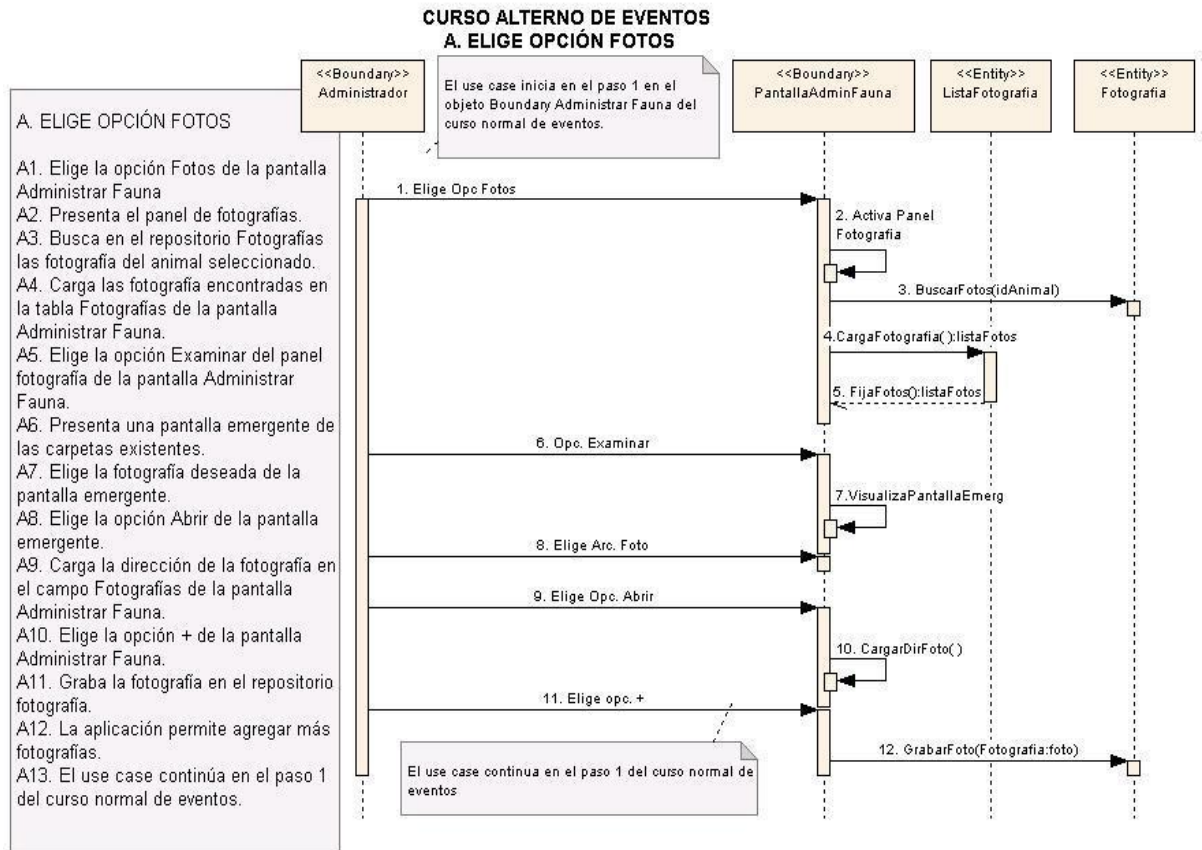 CURSO ALTERNO DE EVENTOS
A. ELIGE OPCIÓN FOTOS
A. ELIGE OPCIÓN FOTOS
A1. Elige la opción Fotos de la pantalla
Administrar Fauna
A2. Presenta el panel de fotografías.
A3. Busca en el repositorio Fotografías
las fotografía del animal seleccionado.
A4. Carga las fotografía encontradas en
la tabla Fotografías de la pantalla
Administrar Fauna.
A5. Elige la opción Examinar del panel
fotografía de la pantalla Administrar
Fauna.
A6. Presenta una pantalla emergente de
las carpetas existentes.
A7. Elige la fotografía deseada de la
pantalla emergente.
A8. Elige la opción Abrir de la pantalla
emergente.
A9. Carga la dirección de la fotografía en
el campo Fotografías de la pantalla
Administrar Fauna.
A10. Elige la opción + de la pantalla
Administrar Fauna.
A11. Graba la fotografía en el repositorio
fotografía.
A12. La aplicación permite agregar más
fotografías.
A13. El use case continúa en el paso 1
del curso normal de eventos.
<<Boundary>>
Administrador
El use case inicia en el paso 1 en el
objeto Boundary Administrar Fauna del
curso normal de eventos.
<<Boundary>>
PantallaAdminFauna
<<Entity>>
ListaFotografia
<<Entity>>
Fotografia
1. Elige Opc Fotos
2. Activa Panel
Fotografia
3. BuscarFotos(idAnimal)
4.CargaFotografia( ):listaFotos
5. FijaFotos():listaFotos
6. Opc. Examinar
7.VisualizaPantallaEmerg
8. Elige Arc. Foto
9. Elige Opc. Abrir
10. CargarDirFoto( )
11. Elige opc. +
12. GrabarFoto(Fotografia:foto)
El use case continua en el paso 1 del curso normal de
eventos